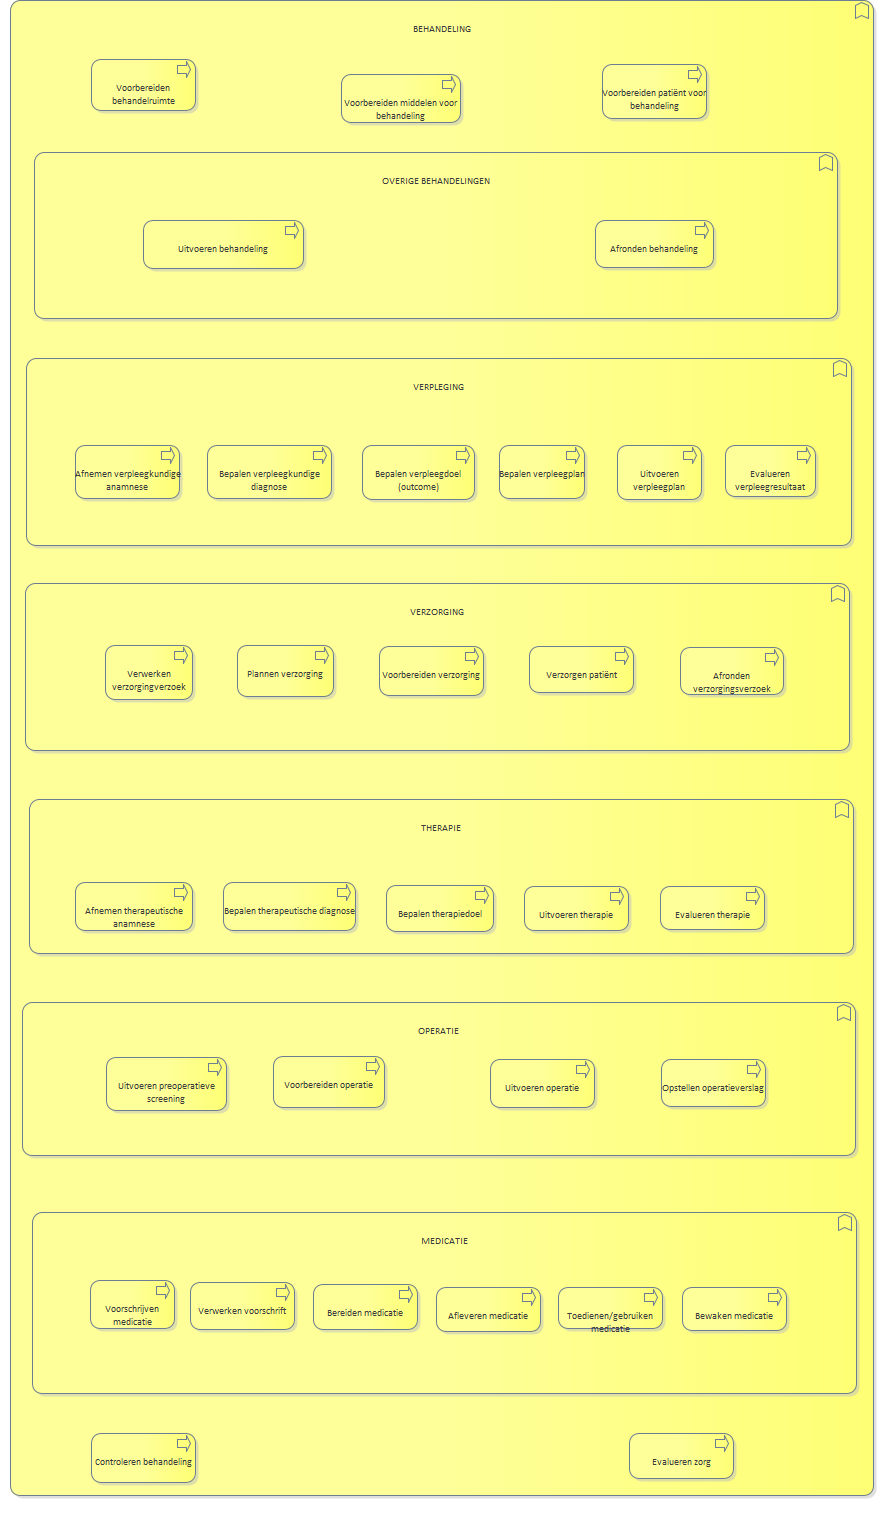 BEHANDELING
Voorbereiden
behandelruimte
Voorbereiden middelen voor
behandeling
Voorbereiden patiënt voor
behandeling
OVERIGE BEHANDELINGEN
Uitvoeren behandeling
Afronden behandeling
VERPLEGING
Afnemen verpleegkundige
anamnese
Bepalen verpleegkundige
diagnose
Bepalen verpleegdoel
(outcome)
Bepalen verpleegplan
Uitvoeren
verpleegplan
Evalueren
verpleegresultaat
VERZORGING
Verwerken
verzorgingverzoek
Plannen verzorging
Voorbereiden verzorging
Verzorgen patiënt
Afronden
verzorgingsverzoek
THERAPIE
Afnemen therapeutische
anamnese
Bepalen therapeutische diagnose
Bepalen therapiedoel
Uitvoeren therapie
Evalueren therapie
OPERATIE
Uitvoeren preoperatieve
screening
Voorbereiden operatie
Uitvoeren operatie
Opstellen operatieverslag
MEDICATIE
Voorschrijven
medicatie
Verwerken voorschrift
Bereiden medicatie
Afleveren medicatie
Toedienen/gebruiken
medicatie
Bewaken medicatie
Controleren behandeling
Evalueren zorg